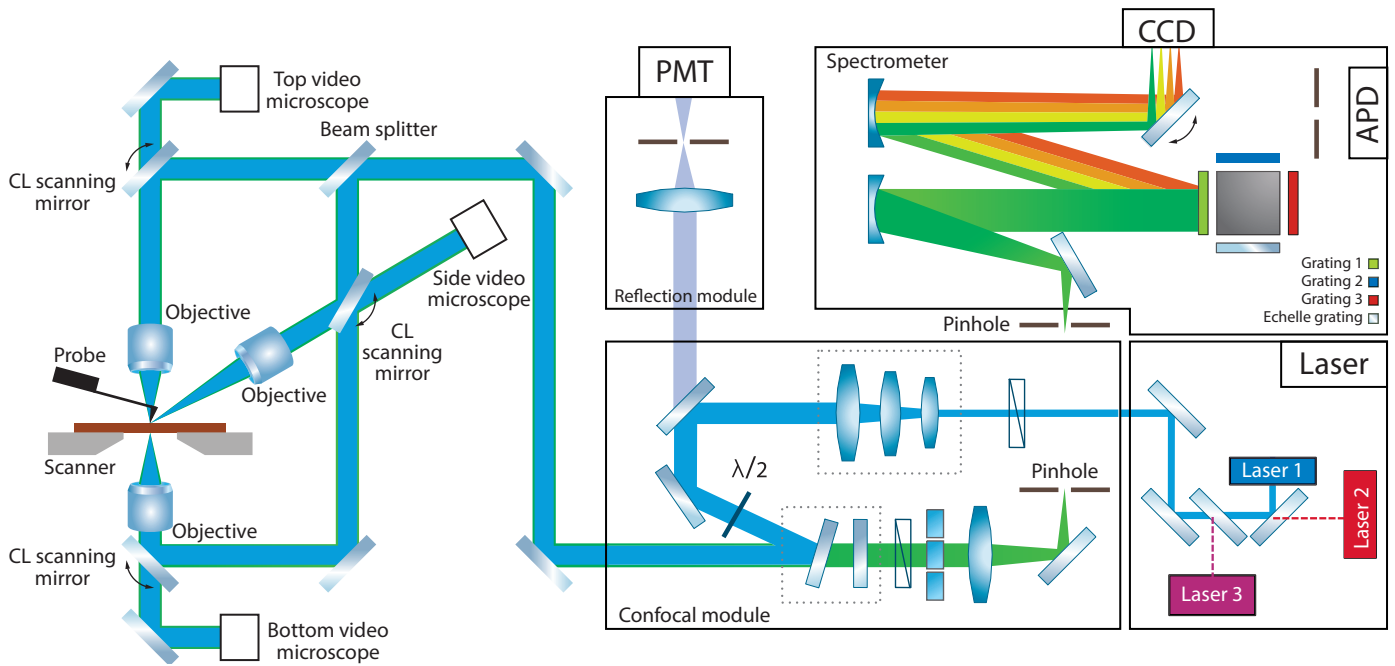 Top video
microscope
Beam splitter
CL scanning
mirror
Side video
microscope
Objective
CL
scanning
mirror
Objective
Probe
Scanner
Objective
CL scanning
mirror
Bottom video
microscope
PMT
Reflection module
CCD
Spectrometer
APD
Grating 1
Grating 2
Grating 3
Echelle grating
Pinhole
λ/2
Pinhole
Confocal module
Laser
Laser 1
Laser 2
Laser 3